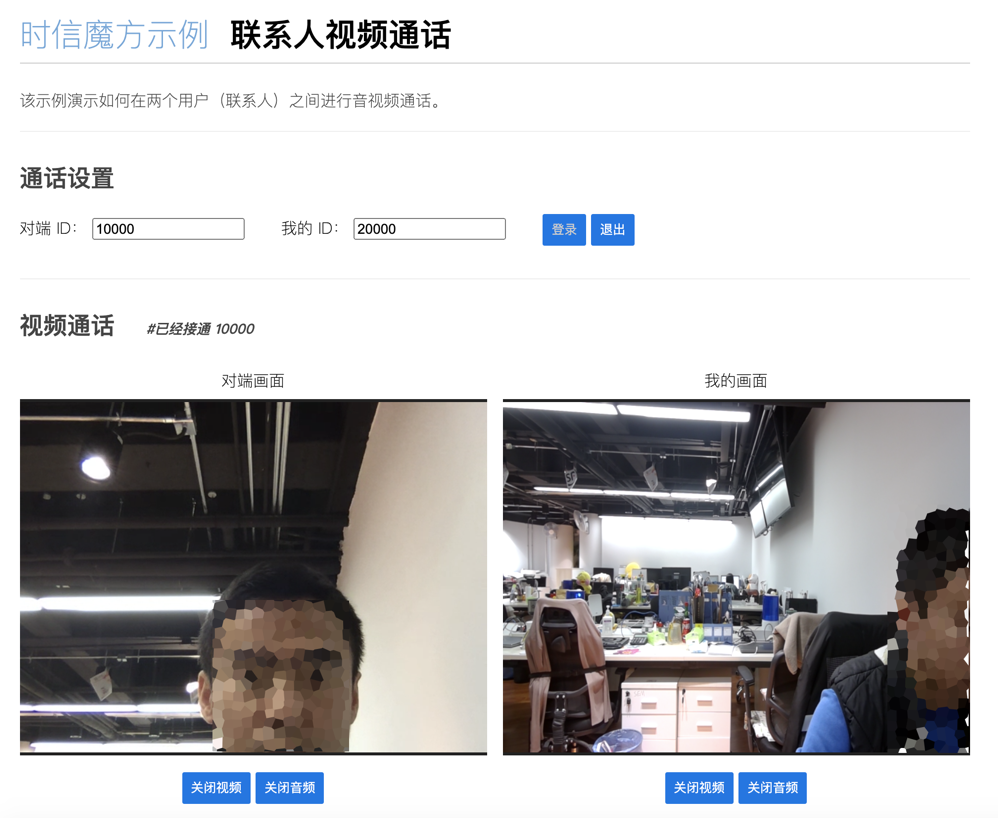 时信魔方示例 联系人视频通话
该示例演示如何在两个用户（联系人）之间进行音视频通话。
通话设置
对端 ID： 10000 我的 ID： 20000 登录 退出
视频通话 #已经接通 10000
对端画面 我的画面
关闭视频 关闭音频 关闭视频 关闭音频